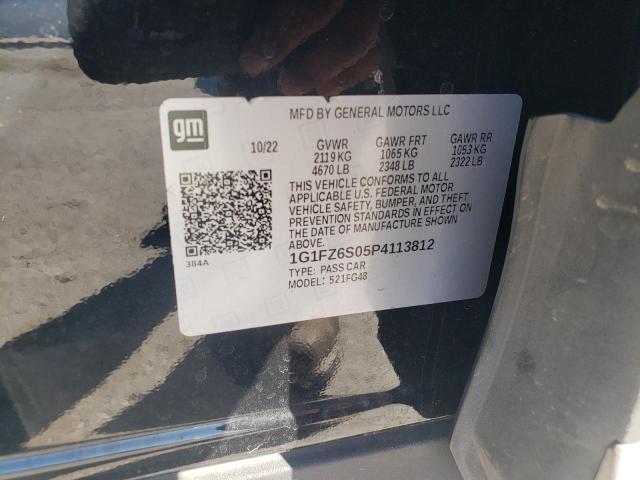 MFD BY GENERAL MOTORS LLC
gm
10/22 GVWR GAWR FRT GAWR RR
2119 KG 1065 KG 1053 KG
4670 LB 2348 LB 2322 LB
THIS VEHICLE CONFORMS TO ALL
APPLICABLE U.S. FEDERAL MOTOR
VEHICLE SAFETY, BUMPER, AND THEFT
PREVENTION STANDARDS IN EFFECT ON
THE DATE OF MANUFACTURE SHOWN ABOVE.
384A
1G1FZ6S05P4113812
TYPE: PASS CAR
MODEL: 521FG48